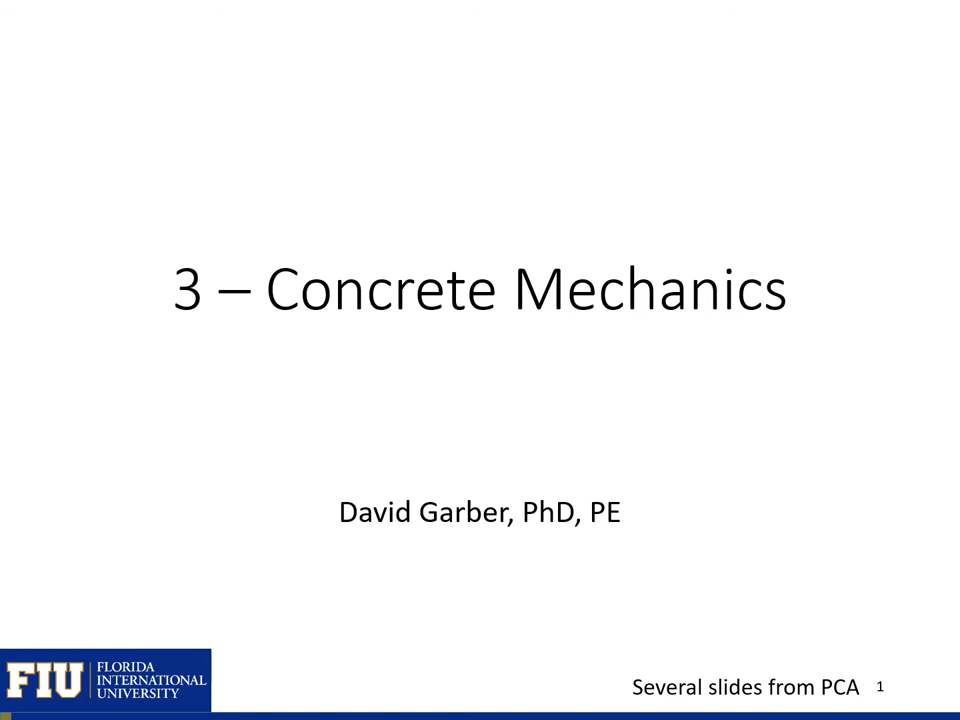 3 – Concrete Mechanics
David Garber, PhD, PE
FIU
FLORIDA
INTERNATIONAL
UNIVERSITY
Several slides from PCA 1